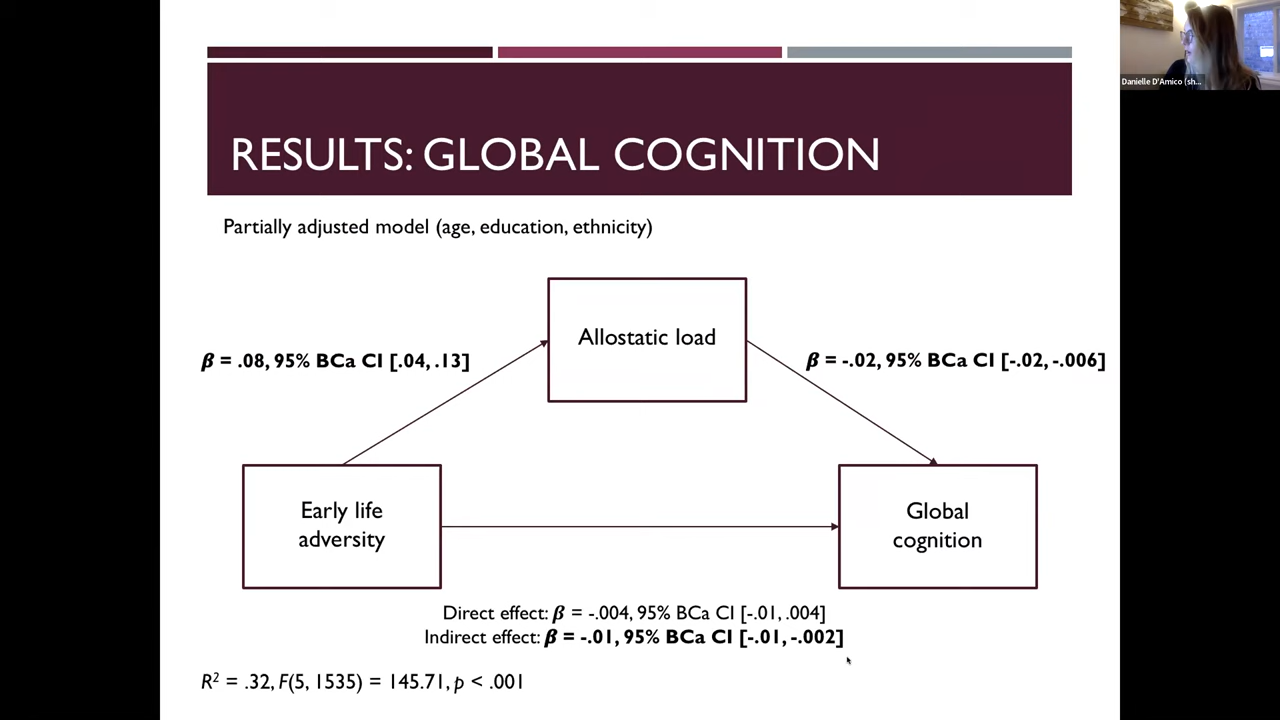 Danielle D'Amico (sh...
RESULTS: GLOBAL COGNITION
Partially adjusted model (age, education, ethnicity)
Allostatic load
β = .08, 95% BCa CI [.04, .13]
β = -.02, 95% BCa CI [-.02, -.006]
Early life
adversity
Global
cognition
Direct effect: β = -.004, 95% BCa CI [-.01, .004]
Indirect effect: β = -.01, 95% BCa CI [-.01, -.002]
R² = .32, F(5, 1535) = 145.71, p < .001